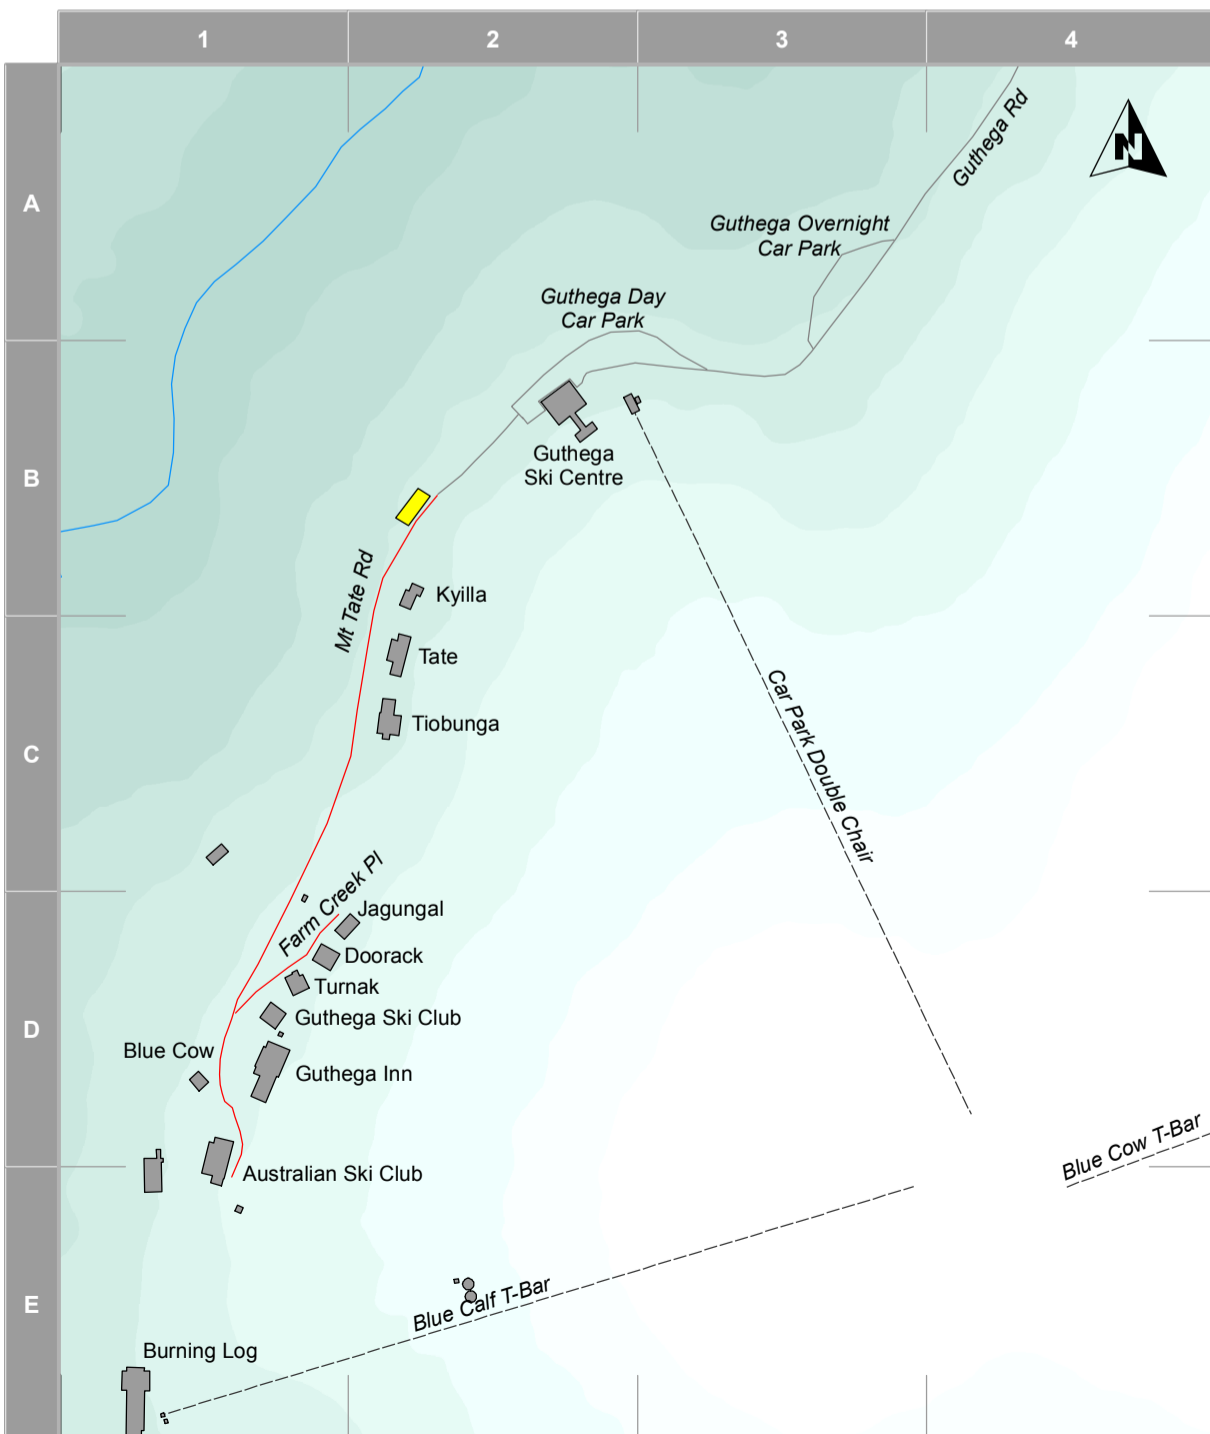 1
2
3
4
A
B
C
D
E
N
Guthega Rd
Guthega Overnight
Car Park
Guthega Day
Car Park
Guthega
Ski Centre
Mt Tate Rd
Kyilla
Tate
Tiobunga
Car Park Double Chair
Farm Creek Pl
Jagungal
Doorack
Turnak
Guthega Ski Club
Blue Cow
Guthega Inn
Australian Ski Club
Blue Cow T-Bar
Blue Calf T-Bar
Burning Log